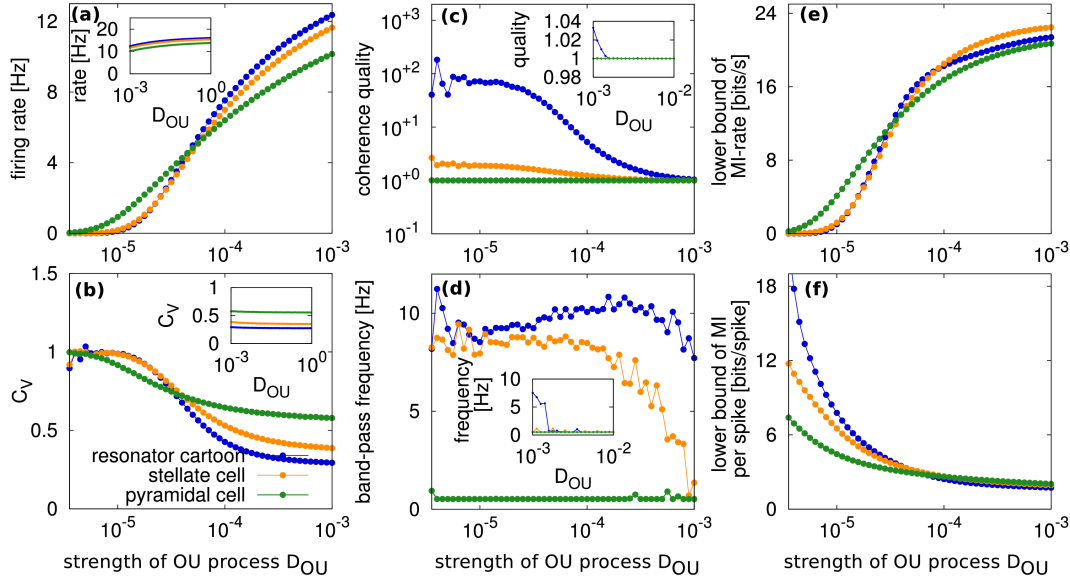 (a)
firing rate [Hz]
12
8
4
0
10^-5
10^-4
10^-3
rate [Hz]
20
10
0
10^-3
10^0
D_OU
(b)
C_V
1.5
1
0.5
0
10^-5
10^-4
10^-3
strength of OU process D_OU
C_V
1
0.5
0
10^-3
10^0
D_OU
resonator cartoon
stellate cell
pyramidal cell
(c)
coherence quality
10^+3
10^+2
10^+1
10^+0
10^-1
10^-5
10^-4
10^-3
quality
1.04
1.02
1.00
0.98
10^-3
10^-2
D_OU
(d)
band-pass frequency [Hz]
10
5
0
10^-5
10^-4
10^-3
strength of OU process D_OU
frequency
[Hz]
10
5
0
10^-3
10^-2
D_OU
(e)
lower bound of
MI-rate [bits/s]
24
16
8
0
10^-5
10^-4
10^-3
(f)
lower bound of MI
per spike [bits/spike]
18
12
6
0
10^-5
10^-4
10^-3
strength of OU process D_OU